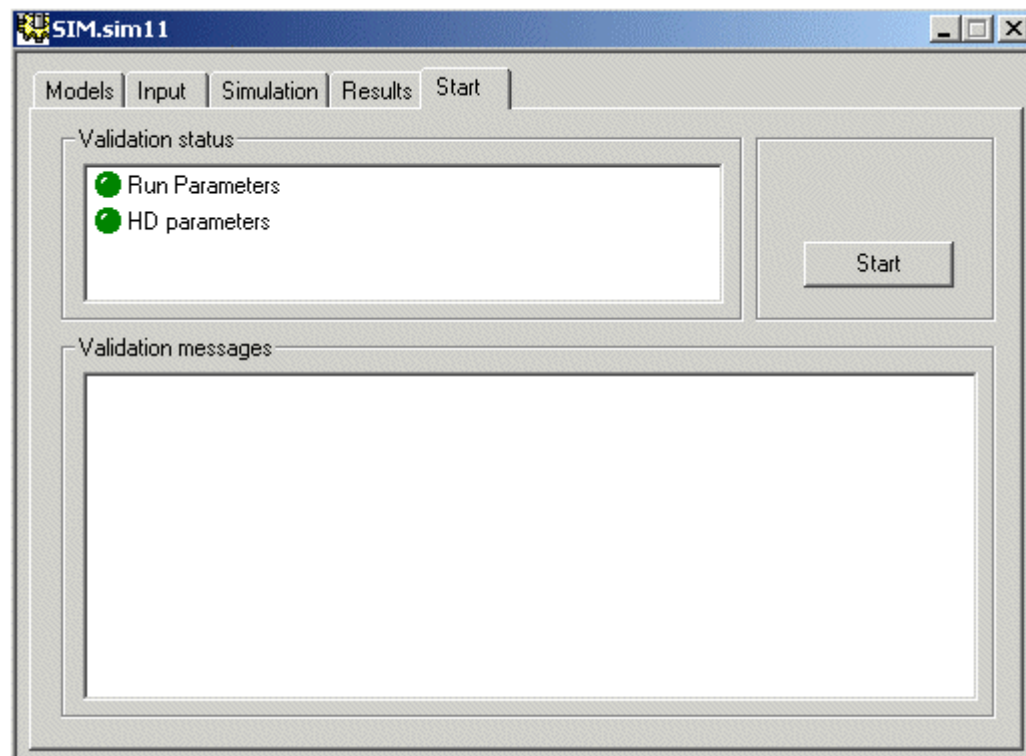 SIM.sim11
Models Input Simulation Results Start
Validation status
Run Parameters
HD parameters
Start
Validation messages